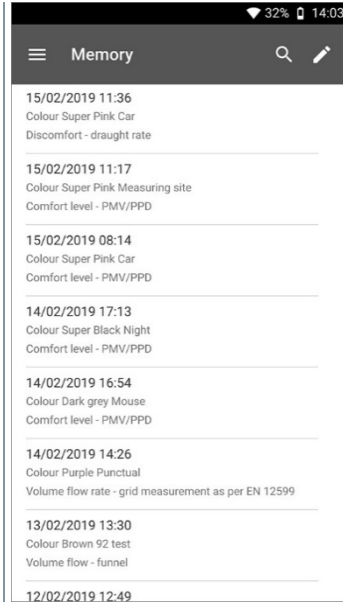 32% 14:03
Memory
15/02/2019 11:36
Colour Super Pink Car
Discomfort - draught rate
15/02/2019 11:17
Colour Super Pink Measuring site
Comfort level - PMV/PPD
15/02/2019 08:14
Colour Super Pink Car
Comfort level - PMV/PPD
14/02/2019 17:13
Colour Super Black Night
Comfort level - PMV/PPD
14/02/2019 16:54
Colour Dark grey Mouse
Comfort level - PMV/PPD
14/02/2019 14:26
Colour Purple Punctual
Volume flow rate - grid measurement as per EN 12599
13/02/2019 13:30
Colour Brown 92 test
Volume flow - funnel
12/02/2019 12:49